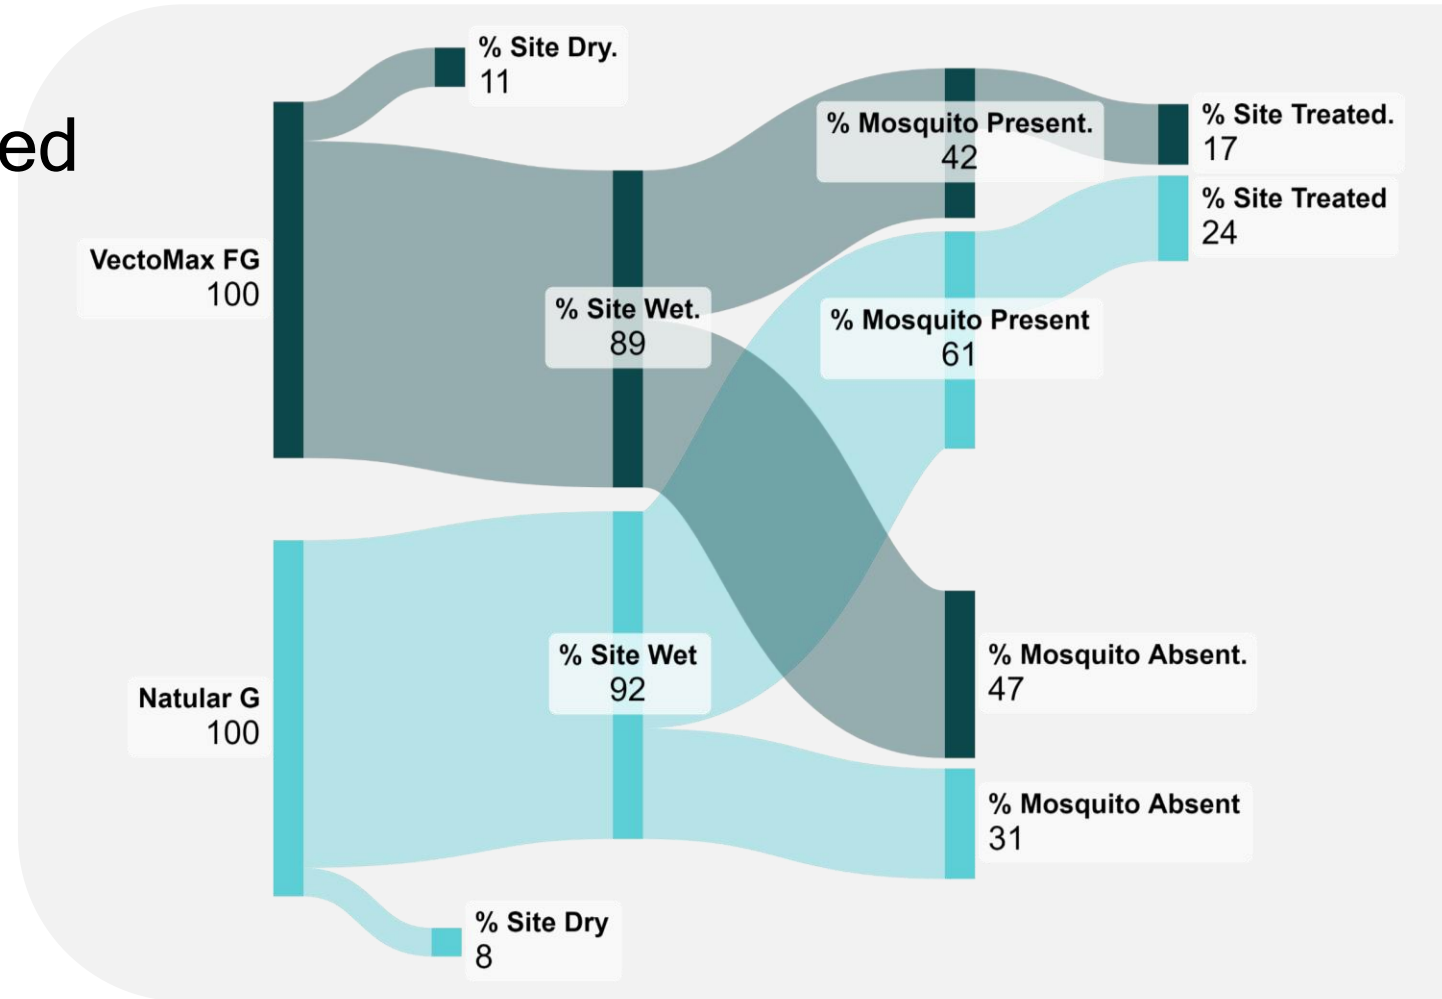 ed
% Site Dry.
11
VectoMax FG
100
% Site Wet.
89
% Mosquito Present.
42
% Site Treated.
17
% Site Treated
24
% Mosquito Present
61
% Mosquito Absent.
47
Natular G
100
% Site Wet
92
% Mosquito Absent
31
% Site Dry
8